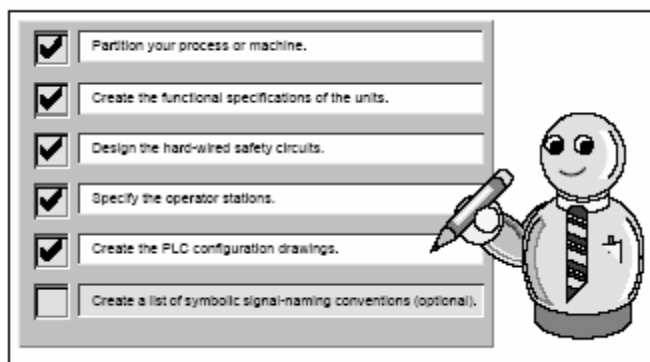 Partition your process or machine.
Create the functional specifications of the units.
Design the hard-wired safety circuits.
Specify the operator stations.
Create the PLC configuration drawings.
Create a list of symbolic signal-naming conventions (optional).